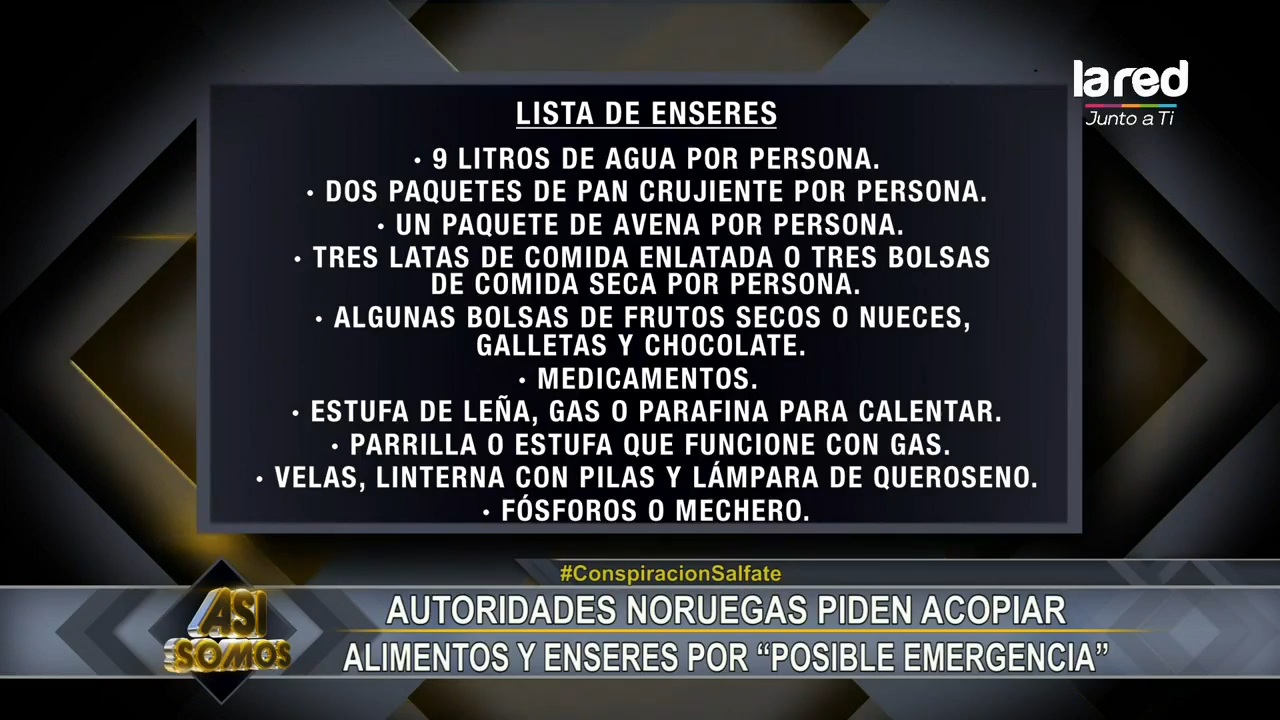 lared
Junto a Ti
LISTA DE ENSERES
• 9 LITROS DE AGUA POR PERSONA.
• DOS PAQUETES DE PAN CRUJIENTE POR PERSONA.
• UN PAQUETE DE AVENA POR PERSONA.
• TRES LATAS DE COMIDA ENLATADA O TRES BOLSAS
DE COMIDA SECA POR PERSONA.
• ALGUNAS BOLSAS DE FRUTOS SECOS O NUECES,
GALLETAS Y CHOCOLATE.
• MEDICAMENTOS.
• ESTUFA DE LEÑA, GAS O PARAFINA PARA CALENTAR.
• PARRILLA O ESTUFA QUE FUNCIONE CON GAS.
• VELAS, LINTERNA CON PILAS Y LÁMPARA DE QUEROSENO.
• FÓSFOROS O MECHERO.
#ConspiracionSalfate
ASI
SOMOS
AUTORIDADES NORUEGAS PIDEN ACOPIAR
ALIMENTOS Y ENSERES POR “POSIBLE EMERGENCIA”